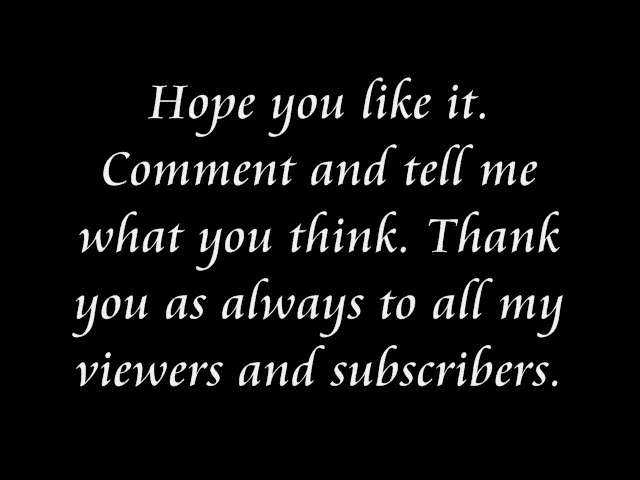 Hope you like it.
Comment and tell me
what you think. Thank
you as always to all my
viewers and subscribers.